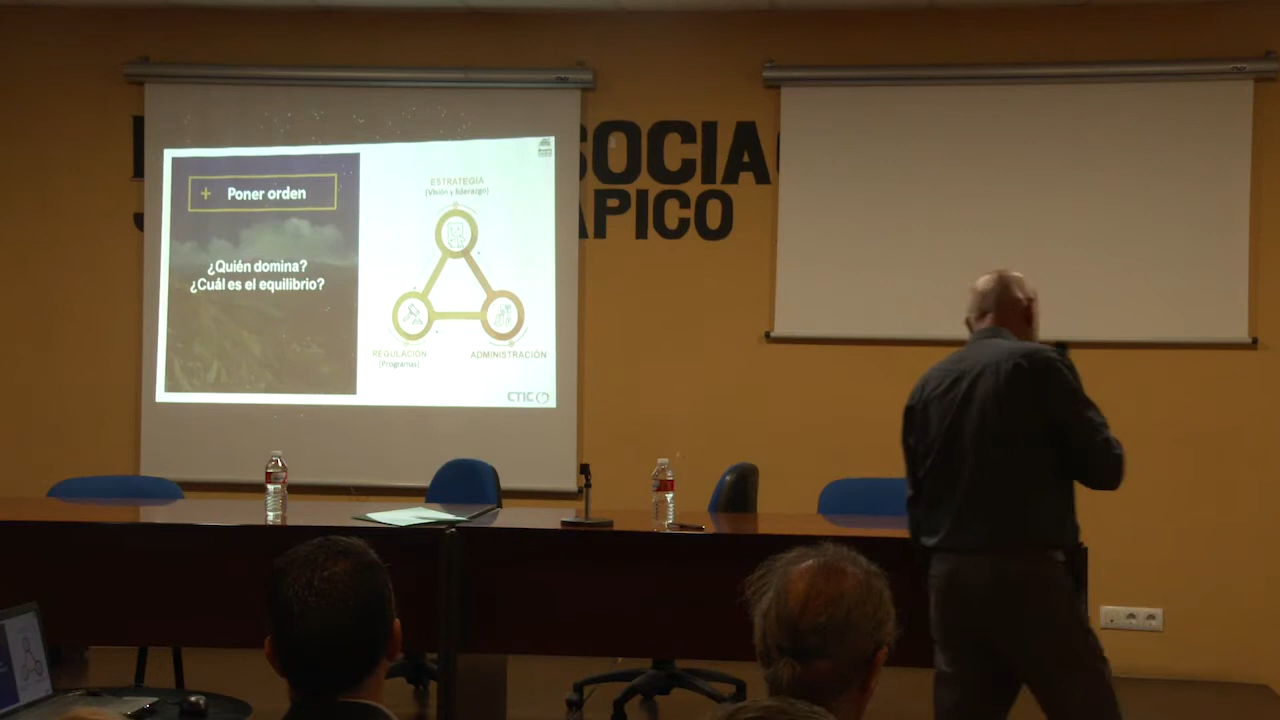 SOCIA
APICO
+ Poner orden
¿Quién domina?
¿Cuál es el equilibrio?
ESTRATEGIA
(Visión y liderazgo)
REGULACIÓN
(Programas)
ADMINISTRACIÓN
CTIC